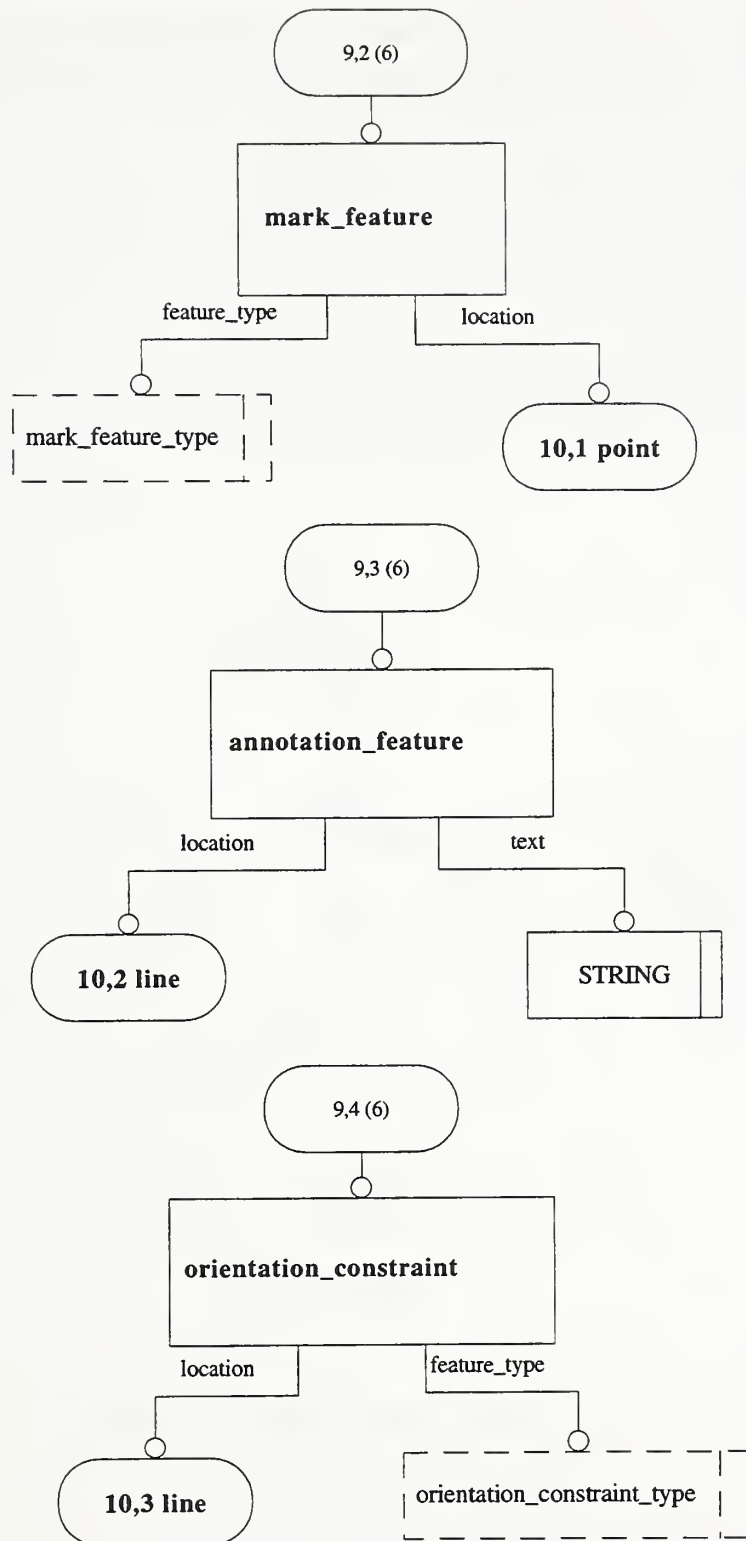 9,2 (6)
mark_feature
feature_type
location
mark_feature_type
10,1 point
9,3 (6)
annotation_feature
location
text
10,2 line
STRING
9,4 (6)
orientation_constraint
location
feature_type
10,3 line
orientation_constraint_type